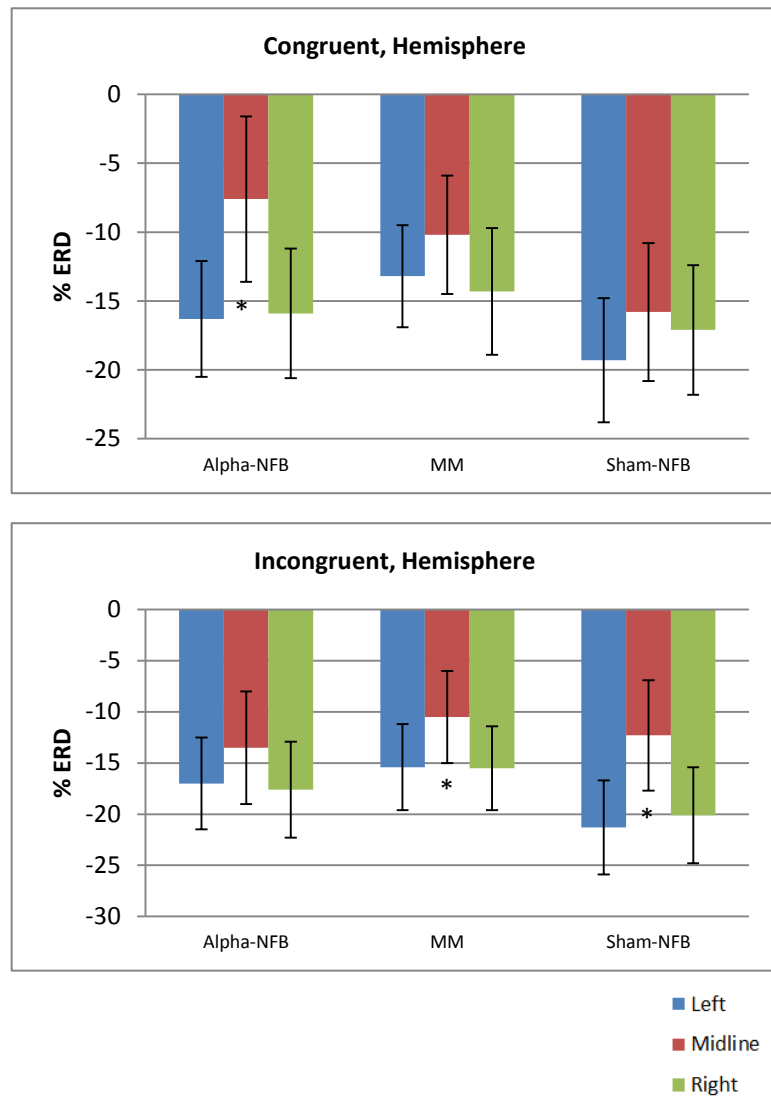 Congruent, Hemisphere
0
-5
-10
-15
-20
-25
% ERD
*
Alpha-NFB MM Sham-NFB
Incongruent, Hemisphere
0
-5
-10
-15
-20
-25
-30
% ERD
* *
Alpha-NFB MM Sham-NFB
Left
Midline
Right